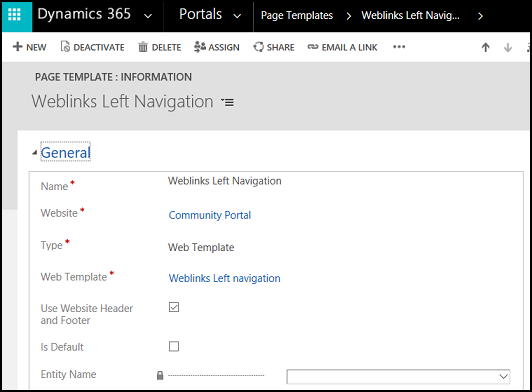 Dynamics 365 Portals Page Templates Weblinks Left Navig...
NEW DEACTIVATE DELETE ASSIGN SHARE EMAIL A LINK
PAGE TEMPLATE : INFORMATION
Weblinks Left Navigation
General
Name* Weblinks Left Navigation
Website* Community Portal
Type* Web Template
Web Template* Weblinks Left navigation
Use Website Header
and Footer
Is Default
Entity Name